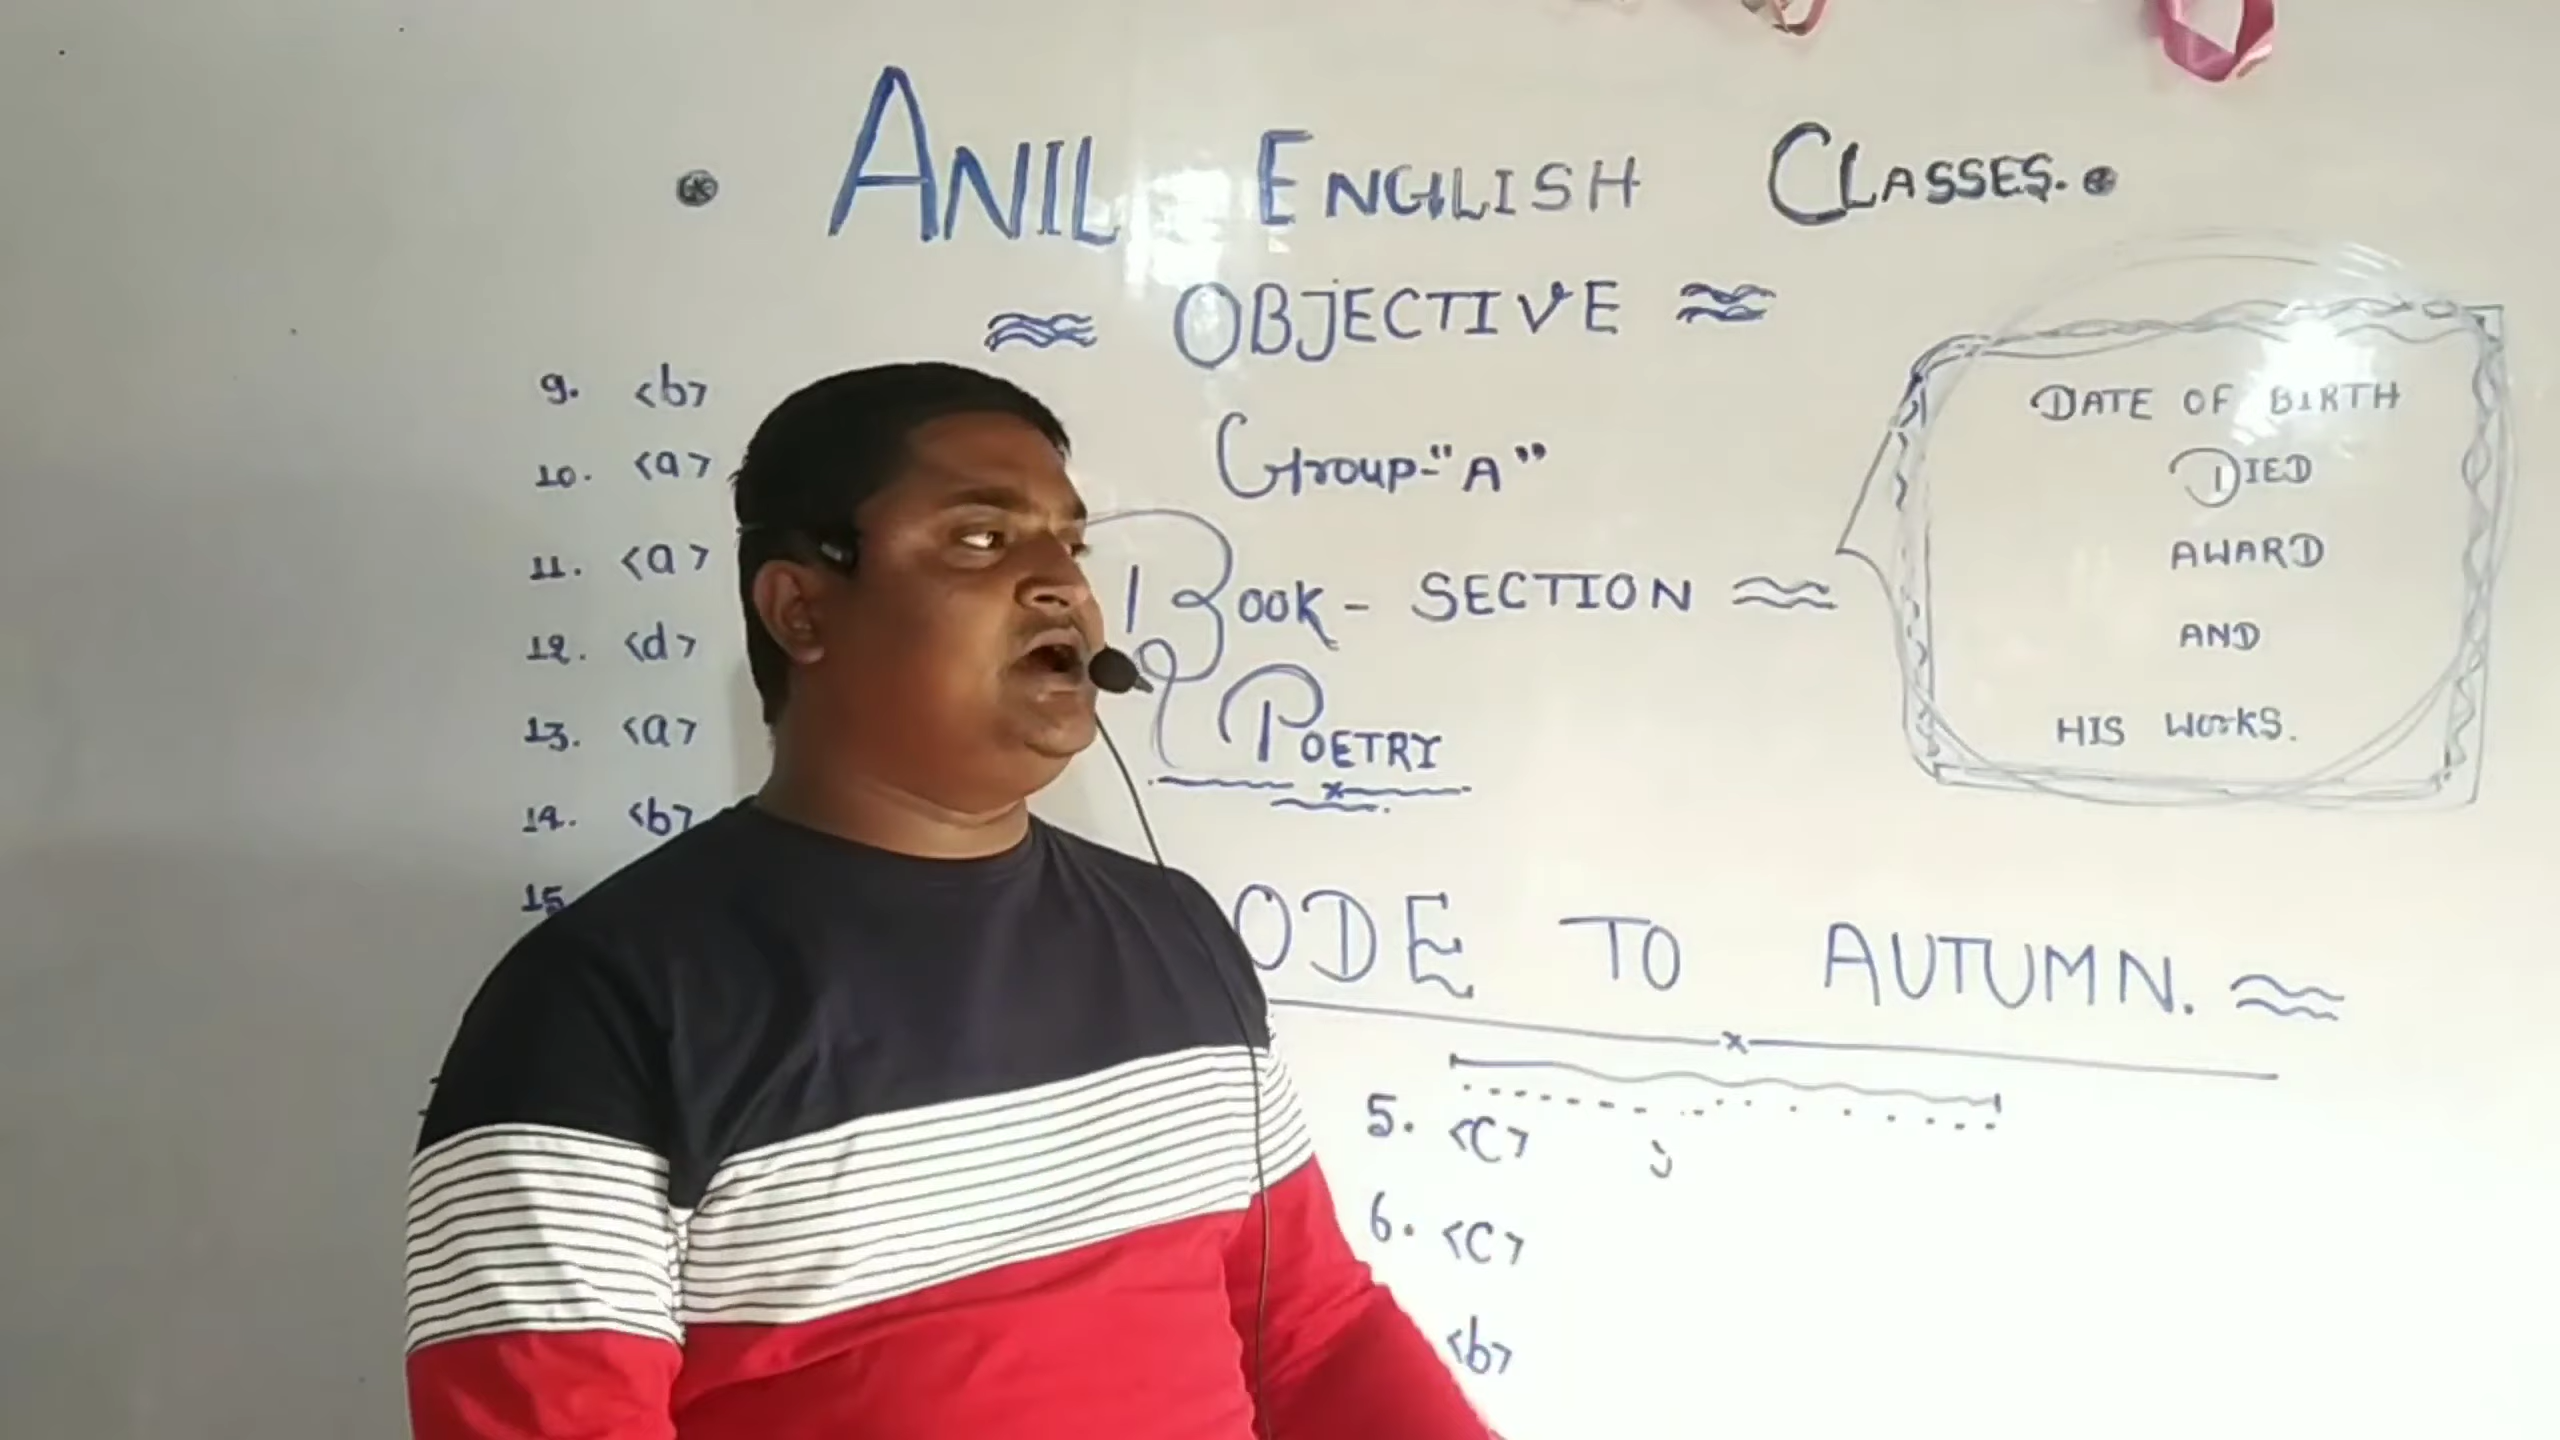 ANIL ENGLISH CLASSES.
OBJECTIVE
Group-"A"
BOOK - SECTION
POETRY
ODE TO AUTUMN.
9. <b>
10. <a>
11. <a>
12. <d>
13. <a>
14. <b>
15.
DATE OF BIRTH
DIED
AWARD
AND
HIS WORKS.
5. <C>
6. <C>
<b>